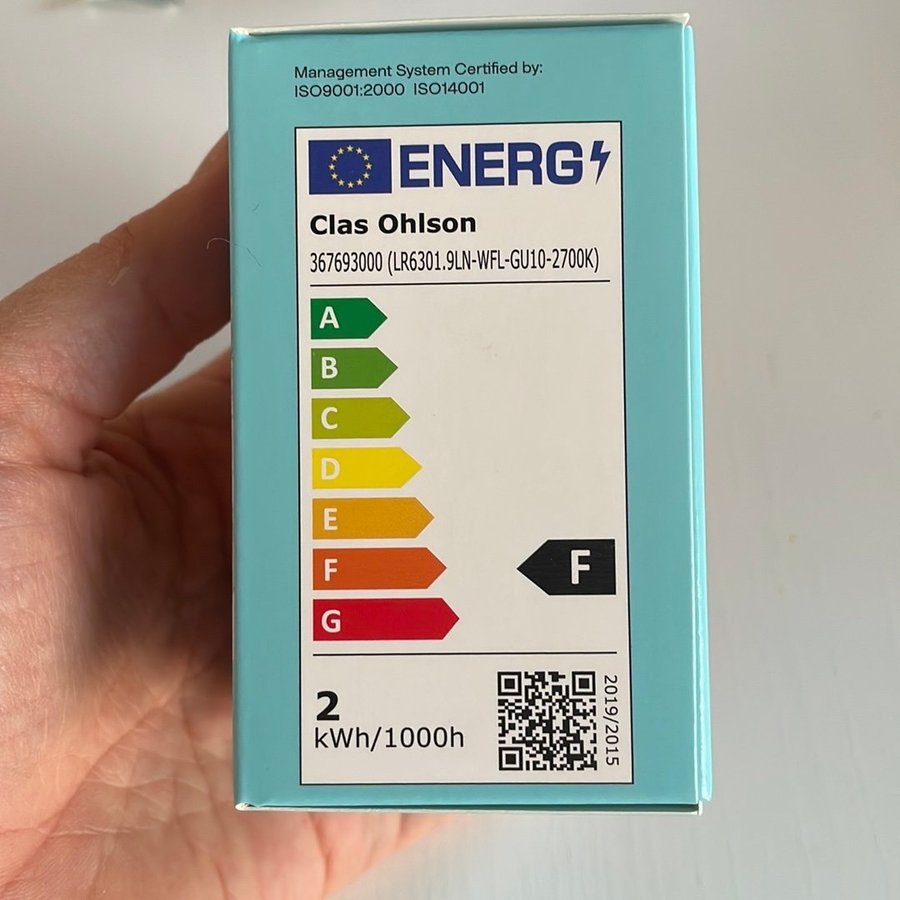 Management System Certified by:
ISO9001:2000 ISO14001
ENERG
Clas Ohlson
367693000 (LR6301.9LN-WFL-GU10-2700K)
A
B
C
D
E
F
F
G
2
kWh/1000h
2019/2015